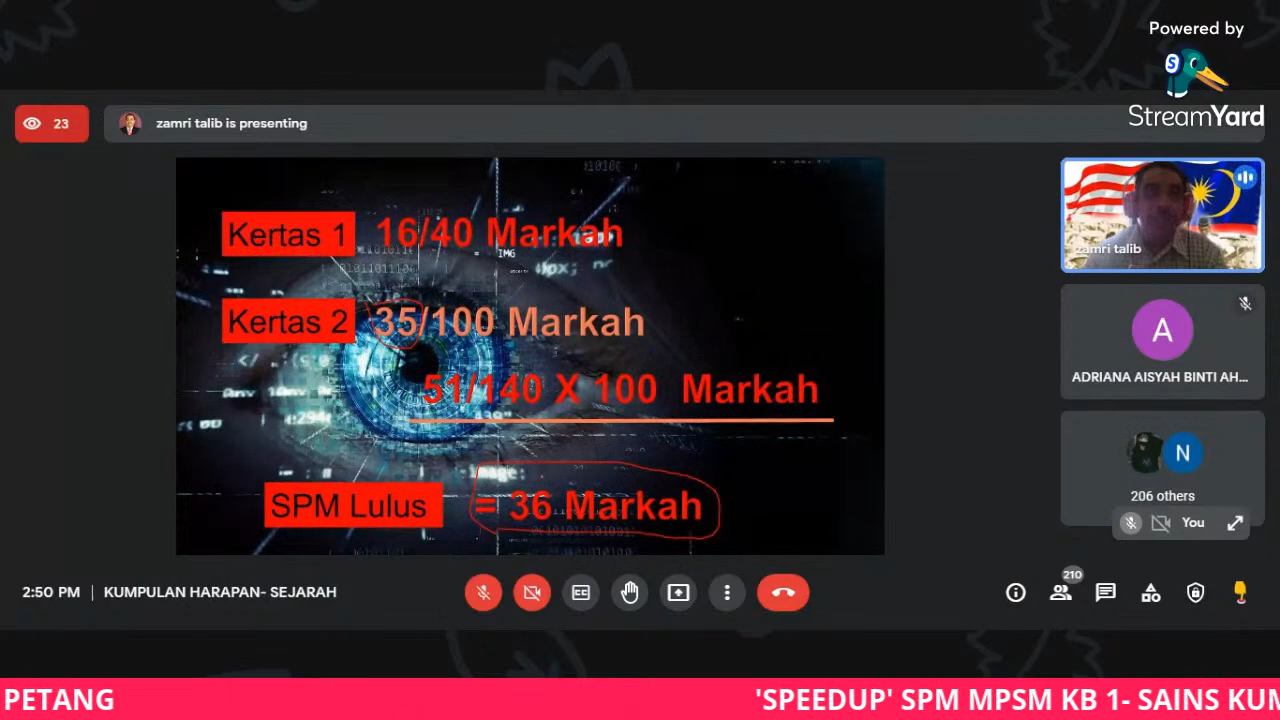 Powered by
StreamYard
23
zamri talib is presenting
Kertas 1 16/40 Markah
IMG
Kertas 2 35/100 Markah
51/140 X 100 Markah
SPM Lulus = 36 Markah
zamri talib
A
ADRIANA AISYAH BINTI AH...
N
206 others
You
2:50 PM | KUMPULAN HARAPAN- SEJARAH
210
PETANG 'SPEEDUP' SPM MPSM KB 1- SAINS KUM